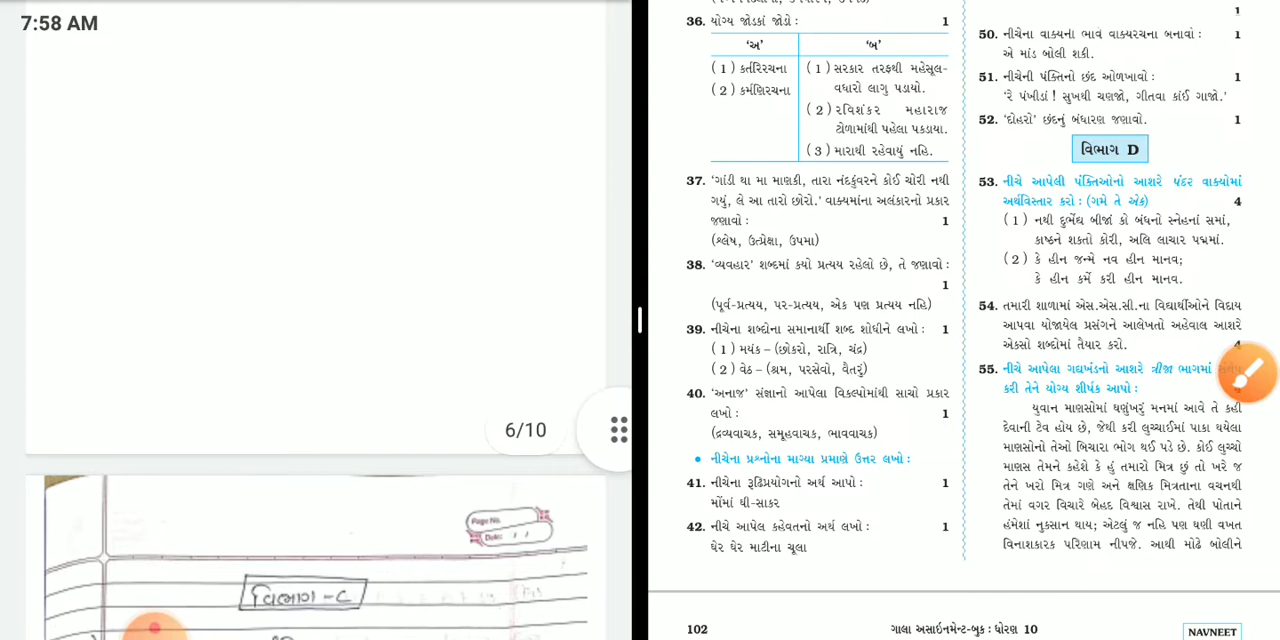 7:58 AM
6/10
Page No.
Date: / /
વિભાગ -C
36. યોગ્ય જોડકાં જોડો : 1
'અ' 'બ'
(1) કર્તરિરચના (1) સરકાર તરફથી મહેસૂલ-
(2) કર્મણિરચના વધારો લાગુ પડાયો.
(2) રવિશંકર મહારાજ
ટોળામાંથી પહેલા પકડાયા.
(3) મારાથી રહેવાયું નહિ.
37. 'ગાંડી થા મા માણકી, તારા નંદકુંવરને કોઈ ચોરી નથી
ગયું, લે આ તારો છોરો.' વાક્યમાંના અલંકારનો પ્રકાર
જણાવો : 1
(શ્લેષ, ઉત્પ્રેક્ષા, ઉપમા)
38. 'વ્યવહાર' શબ્દમાં કયો પ્રત્યય રહેલો છે, તે જણાવો :
1
(પૂર્વ-પ્રત્યય, પર-પ્રત્યય, એક પણ પ્રત્યય નહિ)
39. નીચેના શબ્દોના સમાનાર્થી શબ્દ શોધીને લખો : 1
(1) મયંક – (છોકરો, રાત્રિ, ચંદ્ર)
(2) વેઠ – (શ્રમ, પરસેવો, વૈતરું)
40. 'અનાજ' સંજ્ઞાનો આપેલા વિકલ્પોમાંથી સાચો પ્રકાર
લખો : 1
(દ્રવ્યવાચક, સમૂહવાચક, ભાવવાચક)
• નીચેના પ્રશ્નોના માગ્યા પ્રમાણે ઉત્તર લખો :
41. નીચેના રૂઢિપ્રયોગનો અર્થ આપો : 1
મોંમાં ઘી-સાકર
42. નીચે આપેલ કહેવતનો અર્થ લખો : 1
ઘેર ઘેર માટીના ચૂલા
1
50. નીચેના વાક્યની ભાવે વાક્યરચના બનાવો : 1
એ માંડ બોલી શકી.
51. નીચેની પંક્તિનો છંદ ઓળખાવો : 1
'રે પંખીડાં ! સુખથી ચણજો, ગીતવા કાંઈ ગાજો.'
52. 'દોહરો' છંદનું બંધારણ જણાવો. 1
વિભાગ D
53. નીચે આપેલી પંક્તિઓનો આશરે પંદર વાક્યોમાં
અર્થવિસ્તાર કરો : (ગમે તે એક) 4
(1) નથી દુર્ભેદ્ય બીજાં કો બંધનો સ્નેહનાં સમાં,
કાષ્ઠને શકતો કોરી, અલિ લાચાર પદ્મમાં.
(2) કે હીન જન્મે નવ હીન માનવ;
કે હીન કર્મે કરી હીન માનવ.
54. તમારી શાળામાં એસ.એસ.સી.ના વિદ્યાર્થીઓને વિદાય
આપવા યોજાયેલ પ્રસંગને આલેખતો અહેવાલ આશરે
એકસો શબ્દોમાં તૈયાર કરો. 4
55. નીચે આપેલા ગદ્યખંડનો આશરે ત્રીજા ભાગમાં
કરી તેને યોગ્ય શીર્ષક આપો :
યુવાન માણસોમાં ઘણુંખરું મનમાં આવે તે કહી
દેવાની ટેવ હોય છે, જેથી કરી લુચ્ચાઈમાં પાકા થયેલા
માણસોનો તેઓ બિચારા ભોગ થઈ પડે છે. કોઈ લુચ્ચો
માણસ તેમને કહેશે કે હું તમારો મિત્ર છું તો ખરે જ
તેને ખરો મિત્ર ગણે અને ક્ષણિક મિત્રતાના વચનથી
તેમાં વગર વિચારે બેહદ વિશ્વાસ રાખે. તેથી પોતાને
હંમેશાં નુકસાન થાય; એટલું જ નહિ પણ ઘણી વખત
વિનાશકારક પરિણામ નીપજે. આથી મોઢે બોલીને
102 ગાલા અસાઇનમેન્ટ-બુક : ધોરણ 10 NAVNEET